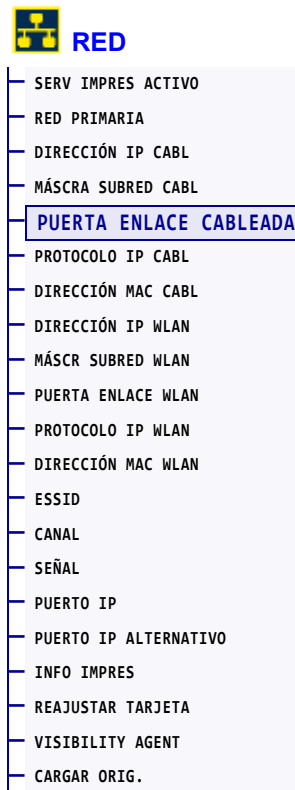 RED
SERV IMPRES ACTIVO
RED PRIMARIA
DIRECCIÓN IP CABL
MÁSCRA SUBRED CABL
PUERTA ENLACE CABLEADA
PROTOCOLO IP CABL
DIRECCIÓN MAC CABL
DIRECCIÓN IP WLAN
MÁSCR SUBRED WLAN
PUERTA ENLACE WLAN
PROTOCOLO IP WLAN
DIRECCIÓN MAC WLAN
ESSID
CANAL
SEÑAL
PUERTO IP
PUERTO IP ALTERNATIVO
INFO IMPRES
REAJUSTAR TARJETA
VISIBILITY AGENT
CARGAR ORIG.